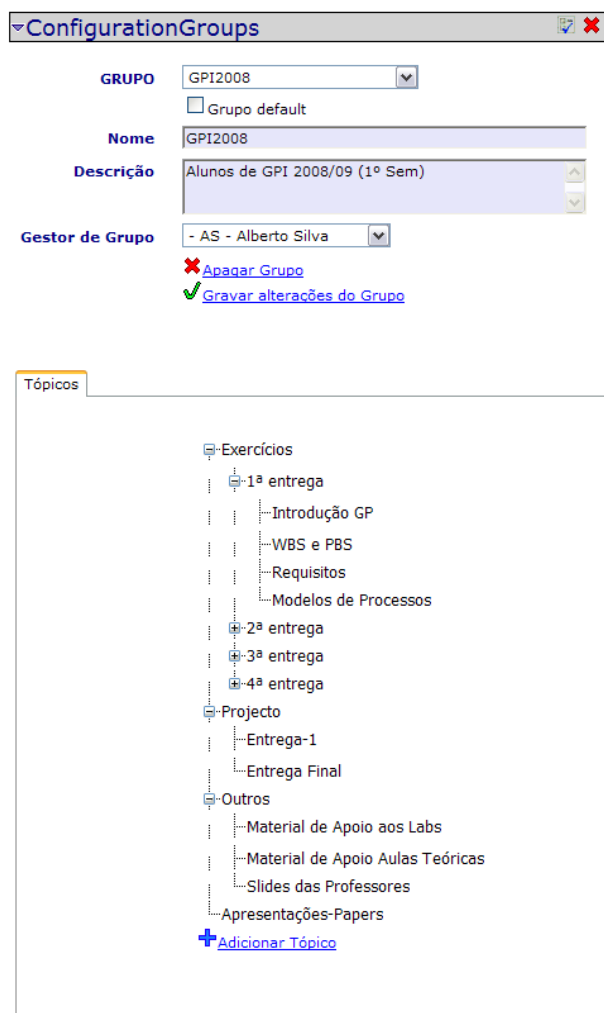 ConfigurationGroups
GRUPO GPI2008
Grupo default
Nome GPI2008
Descrição Alunos de GPI 2008/09 (1º Sem)
Gestor de Grupo - AS - Alberto Silva
Apagar Grupo
Gravar alterações do Grupo
Tópicos
Exercícios
1ª entrega
Introdução GP
WBS e PBS
Requisitos
Modelos de Processos
2ª entrega
3ª entrega
4ª entrega
Projecto
Entrega-1
Entrega Final
Outros
Material de Apoio aos Labs
Material de Apoio Aulas Teóricas
Slides das Professores
Apresentações-Papers
Adicionar Tópico